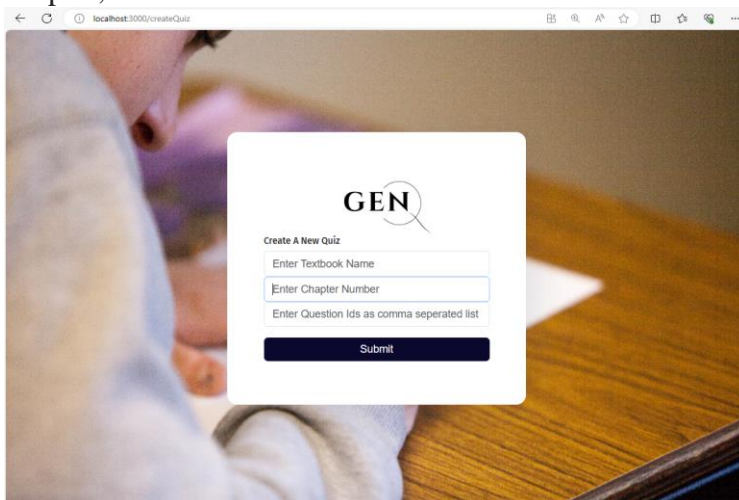 localhost:3000/createQuiz
GEN
Create A New Quiz
Enter Textbook Name
Enter Chapter Number
Enter Question Ids as comma seperated list
Submit